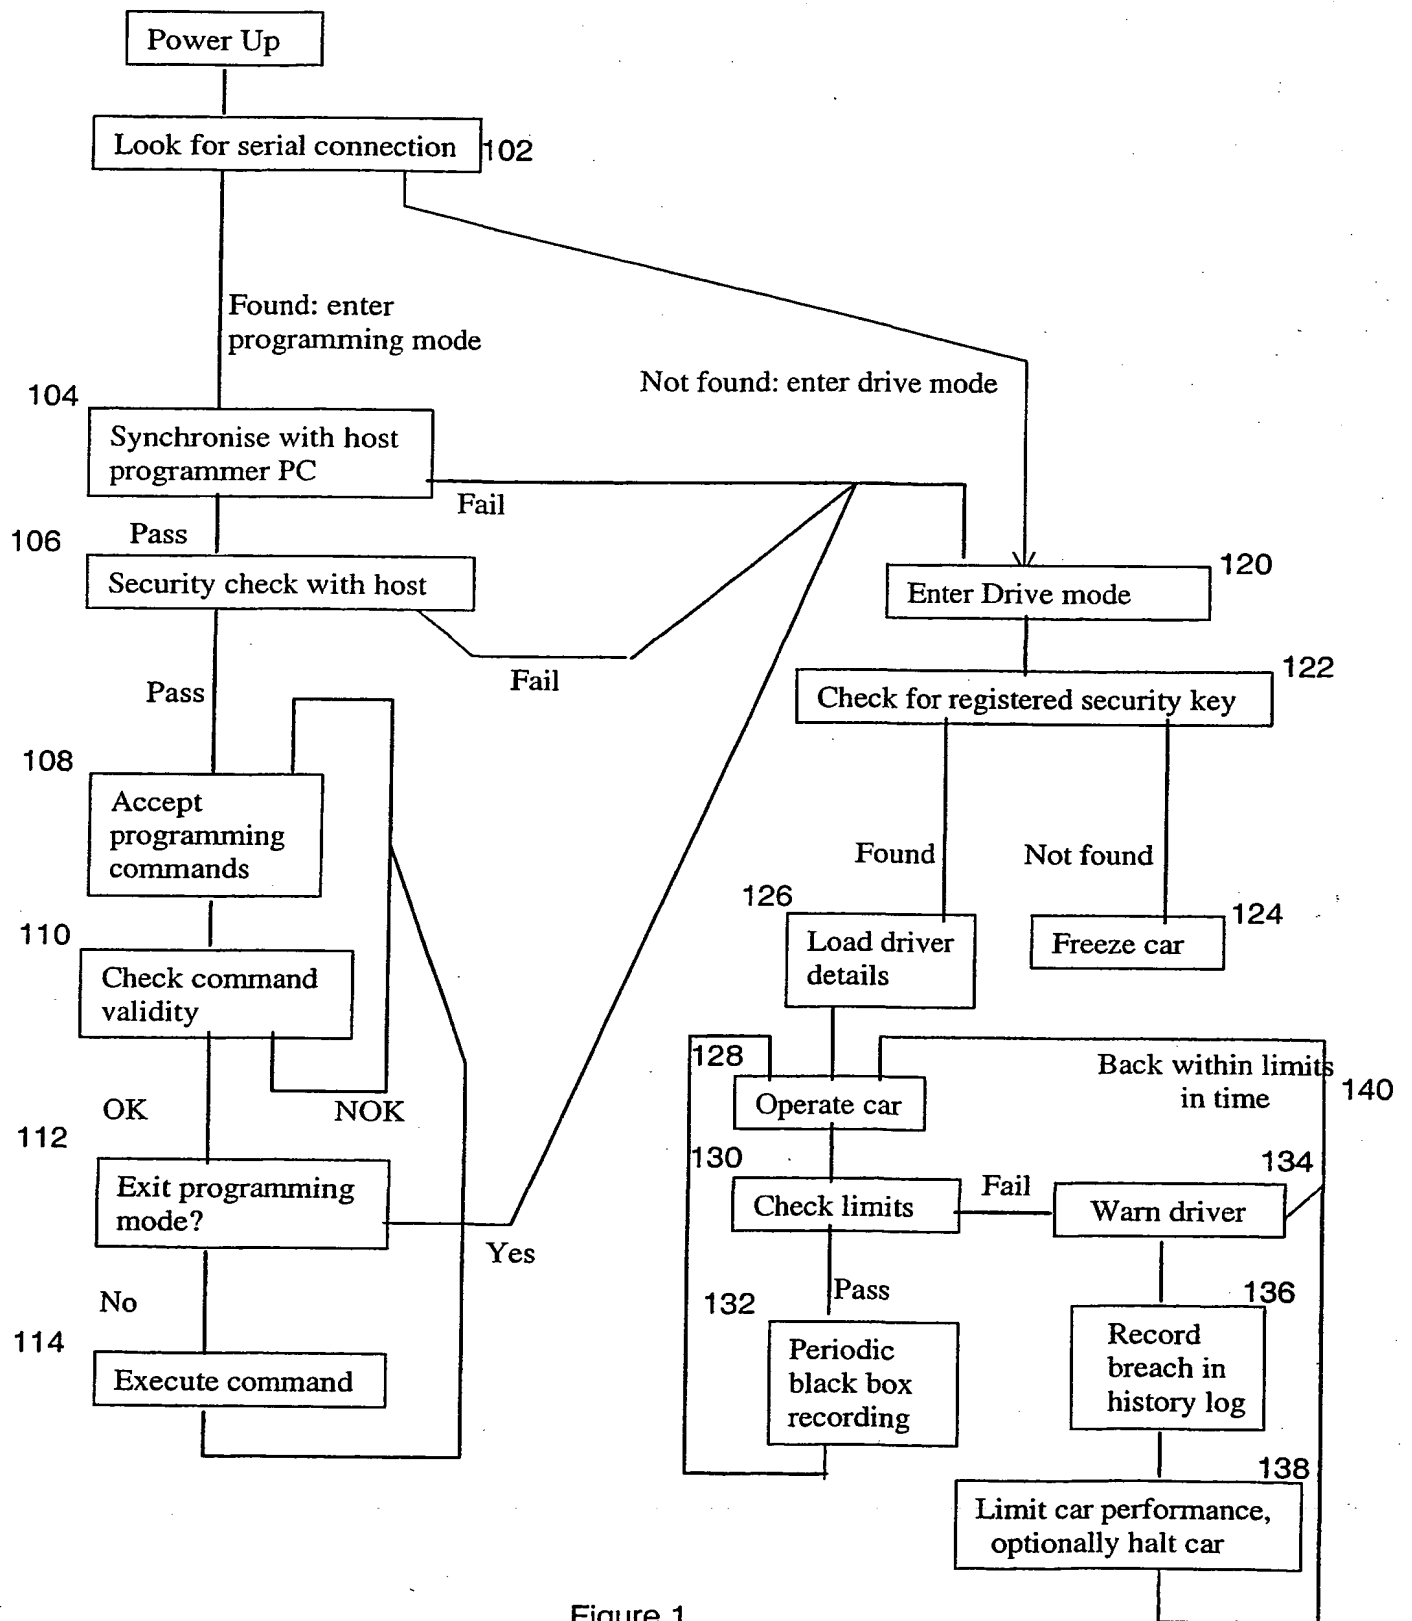 Power Up
Look for serial connection
102
Found: enter
programming mode
Not found: enter drive mode
104
Synchronise with host
programmer PC
Fail
Pass
106
Security check with host
Fail
Pass
120
Enter Drive mode
122
Check for registered security key
Found
Not found
108
Accept
programming
commands
110
Check command
validity
OK
NOK
112
Exit programming
mode?
Yes
No
114
Execute command
126
Load driver
details
124
Freeze car
128
Operate car
Back within limits
in time
140
130
Check limits
Fail
134
Warn driver
Pass
132
Periodic
black box
recording
136
Record
breach in
history log
138
Limit car performance,
optionally halt car
Figure 1